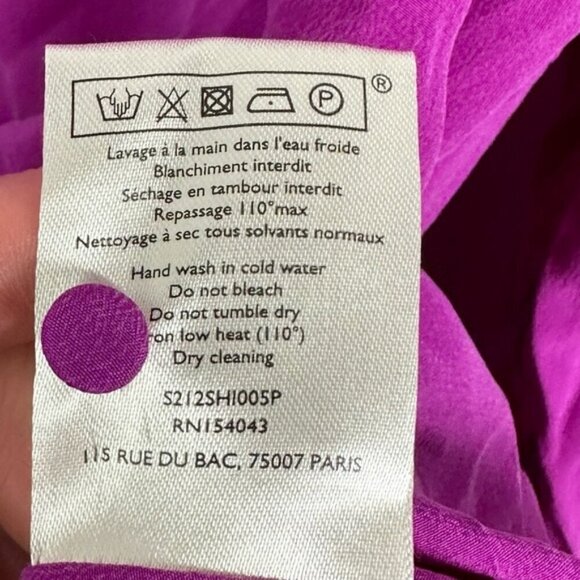 P
®
Lavage à la main dans l'eau froide
Blanchiment interdit
Séchage en tambour interdit
Repassage 110°max
Nettoyage à sec tous solvants normaux
Hand wash in cold water
Do not bleach
Do not tumble dry
on low heat (110°)
Dry cleaning
S212SHI005P
RN154043
115 RUE DU BAC, 75007 PARIS